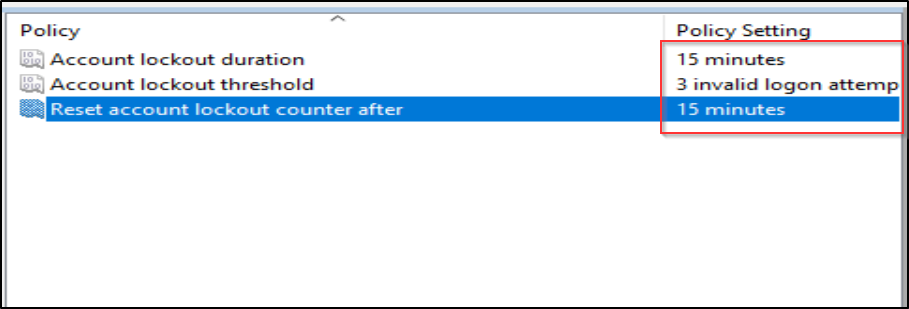 Policy Policy Setting
Account lockout duration 15 minutes
Account lockout threshold 3 invalid logon attemp
Reset account lockout counter after 15 minutes